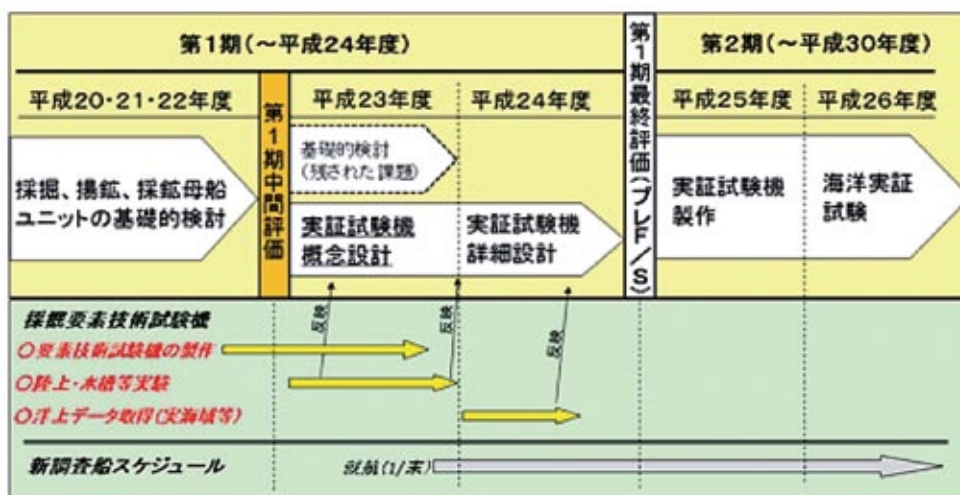 第1期(～平成24年度)
第2期(～平成30年度)
平成20・21・22年度
平成23年度
平成24年度
平成25年度
平成26年度
第1期中間評価
第1期最終評価(プレF/S)
採掘、揚鉱、採鉱母船
ユニットの基礎的検討
基礎的検討
(残された課題)
実証試験機
概念設計
実証試験機
詳細設計
実証試験機
製作
海洋実証
試験
反映
反映
反映
採掘要素技術試験機
○要素技術試験機の製作
○陸上・水槽等実験
○洋上データ取得(実海域等)
新調査船スケジュール
就航(1/末)